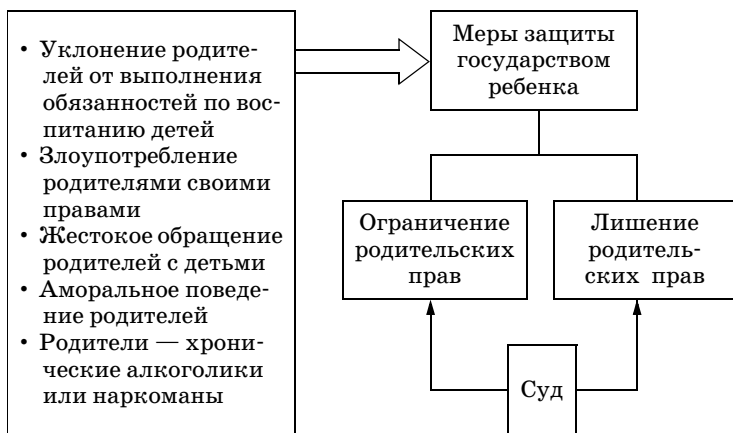 • Уклонение родите-
лей от выполнения
обязанностей по вос-
питанию детей
• Злоупотребление
родителями своими
правами
• Жестокое обращение
родителей с детьми
• Аморальное поведе-
ние родителей
• Родители — хрони-
ческие алкоголики
или наркоманы
Меры защиты
государством
ребенка
Ограничение
родительских
прав
Лишение
родитель-
ских прав
Суд